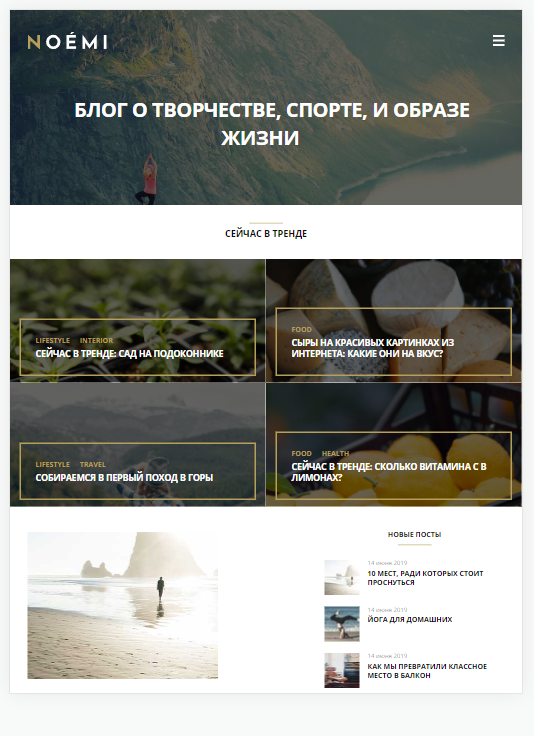 NOÉMI
БЛОГ О ТВОРЧЕСТВЕ, СПОРТЕ, И ОБРАЗЕ
ЖИЗНИ
СЕЙЧАС В ТРЕНДЕ
LIFESTYLE INTERIOR
СЕЙЧАС В ТРЕНДЕ: САД НА ПОДОКОННИКЕ
FOOD
СЫРЫ НА КРАСИВЫХ КАРТИНКАХ ИЗ
ИНТЕРНЕТА: КАКИЕ ОНИ НА ВКУС?
LIFESTYLE TRAVEL
СОБИРАЕМСЯ В ПЕРВЫЙ ПОХОД В ГОРЫ
FOOD HEALTH
СЕЙЧАС В ТРЕНДЕ: СКОЛЬКО ВИТАМИНА С В
ЛИМОНАХ?
НОВЫЕ ПОСТЫ
14 июня 2019
10 МЕСТ, РАДИ КОТОРЫХ СТОИТ
ПРОСНУТЬСЯ
14 июня 2019
ЙОГА ДЛЯ ДОМАШНИХ
14 июня 2019
КАК МЫ ПРЕВРАТИЛИ КЛАССНОЕ
МЕСТО В БАЛКОН